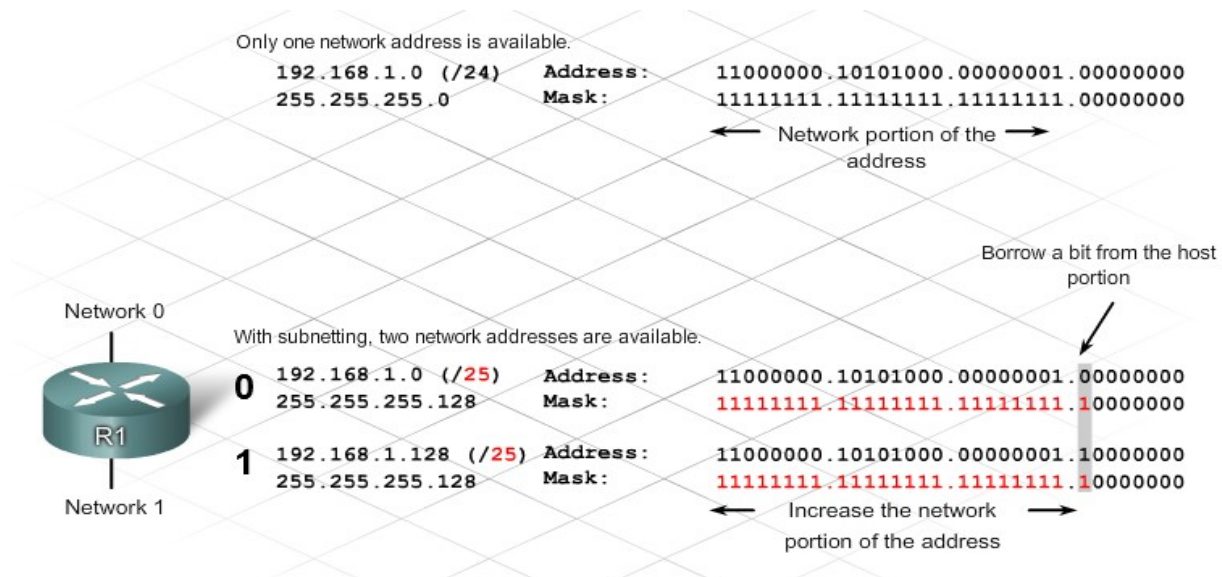 Only one network address is available.
192.168.1.0 (/24) Address: 11000000.10101000.00000001.00000000
255.255.255.0 Mask: 11111111.11111111.11111111.00000000
Network portion of the
address
Borrow a bit from the host
portion
Network 0
With subnetting, two network addresses are available.
0 192.168.1.0 (/25) Address: 11000000.10101000.00000001.00000000
255.255.255.128 Mask: 11111111.11111111.11111111.10000000
R1
1 192.168.1.128 (/25) Address: 11000000.10101000.00000001.10000000
255.255.255.128 Mask: 11111111.11111111.11111111.10000000
Network 1
Increase the network
portion of the address